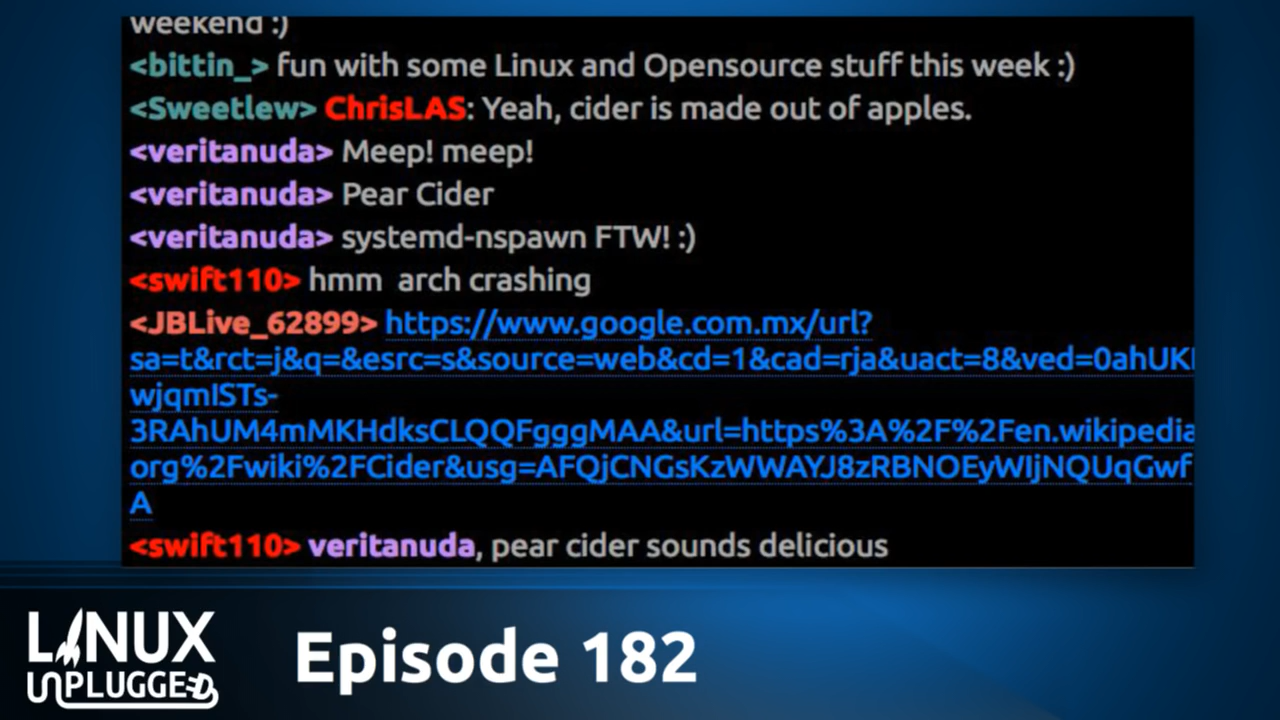 weekend :)
<bittin_> fun with some Linux and Opensource stuff this week :)
<Sweetlew> ChrisLAS: Yeah, cider is made out of apples.
<veritanuda> Meep! meep!
<veritanuda> Pear Cider
<veritanuda> systemd-nspawn FTW! :)
<swift110> hmm  arch crashing
<JBLive_62899> https://www.google.com.mx/url?
sa=t&rct=j&q=&esrc=s&source=web&cd=1&cad=rja&uact=8&ved=0ahUK
wjqmISTs-
3RAhUM4mMKHdksCLQQFgggMAA&url=https%3A%2F%2Fen.wikipedia
org%2Fwiki%2FCider&usg=AFQjCNGsKzWWAYJ8zRBNOEyWIjNQUqGwf
A
<swift110> veritanuda, pear cider sounds delicious
LINUX
UNPLUGGED
Episode 182